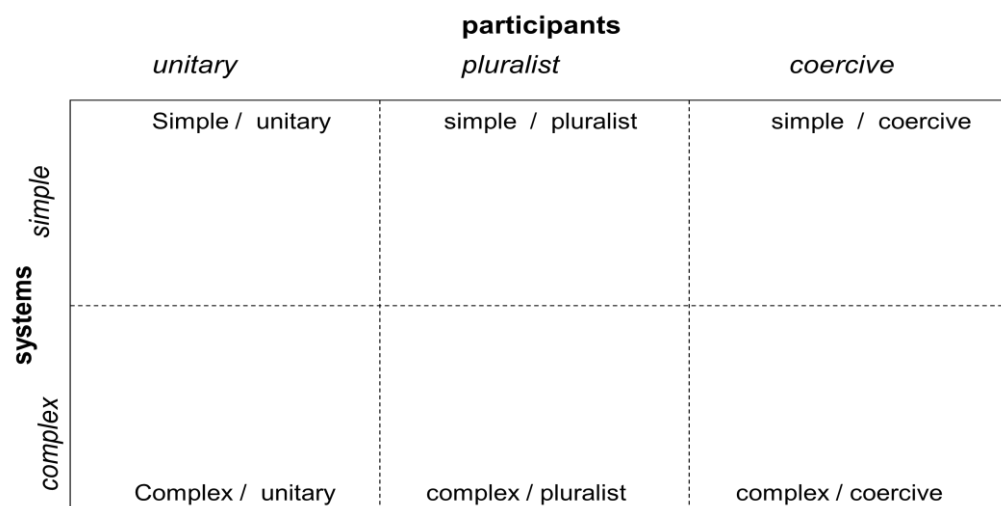 participants
unitary pluralist coercive
Simple / unitary simple / pluralist simple / coercive
simple
systems
complex
Complex / unitary complex / pluralist complex / coercive